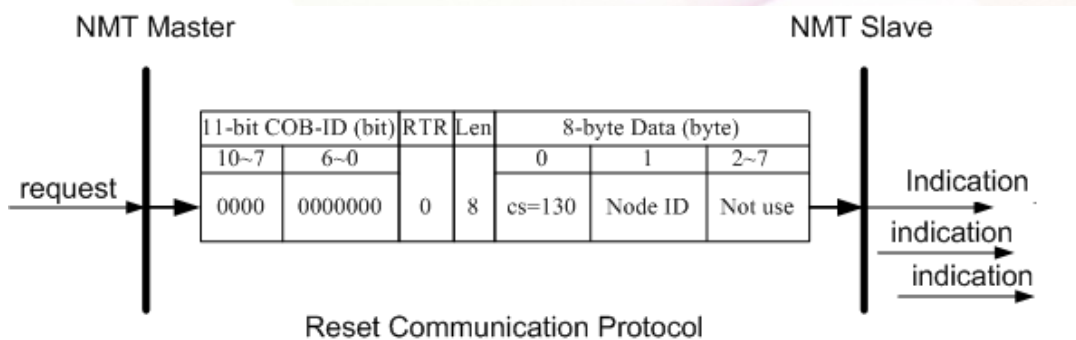 NMT Master NMT Slave
11-bit COB-ID (bit) RTR Len 8-byte Data (byte)
10~7 6~0 0 1 2~7
request 0000 0000000 0 8 cs=130 Node ID Not use Indication
indication
indication
Reset Communication Protocol